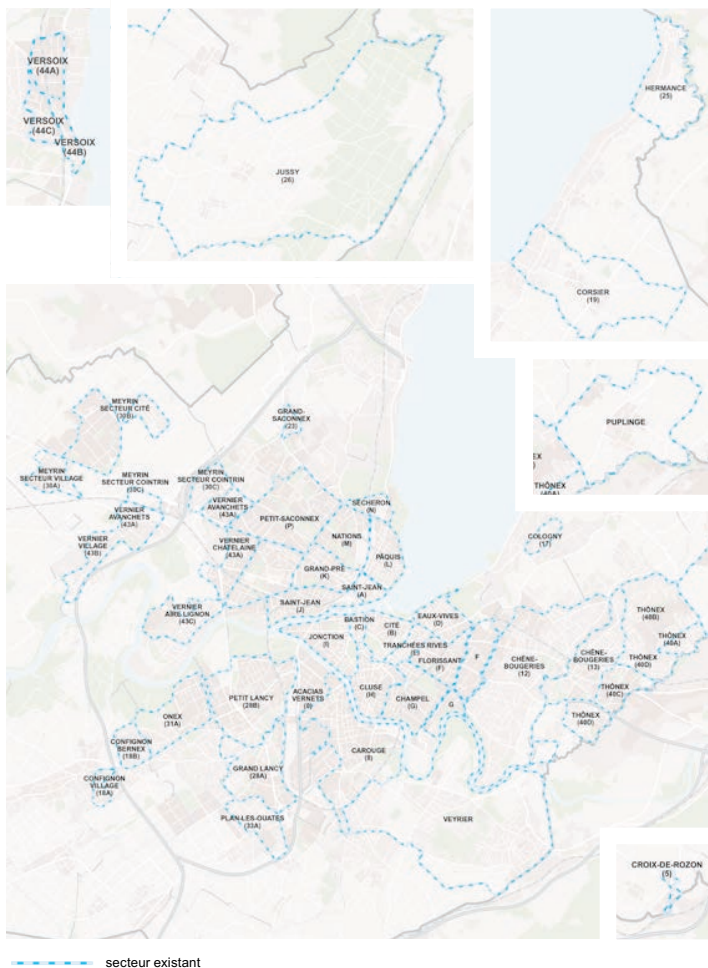 VERSOIX
(44A)
VERSOIX
(44C)
VERSOIX
(44B)
JUSSY
(26)
HERMANCE
(25)
CORSIER
(19)
MEYRIN
SECTEUR CITÉ
(30B)
GRAND-
SACONNEX
(23)
PUPLINGE
THÔNEX
MEYRIN
SECTEUR VILLAGE
(30A)
MEYRIN
SECTEUR COINTRIN
(30C)
MEYRIN
SECTEUR COINTRIN
(30C)
VERNIER
AVANCHETS
(43A)
VERNIER
AVANCHETS
(43A)
PETIT-SACONNEX
(P)
SÉCHERON
(N)
VERNIER
VILLAGE
(43B)
VERNIER
CHÂTELAINE
(43A)
NATIONS
(M)
PÂQUIS
(L)
COLOGNY
(17)
GRAND-PRÉ
(K)
SAINT-JEAN
(A)
VERNIER
AÏRE LIGNON
(43C)
SAINT-JEAN
(J)
BASTION
(C)
CITÉ
(B)
EAUX-VIVES
(D)
JONCTION
(I)
TRANCHÉES RIVES
FLORISSANT
(F)
F
CHÊNE-
BOUGERIES
(12)
CHÊNE-
BOUGERIES
(13)
THÔNEX
(40B)
THÔNEX
(40A)
THÔNEX
(40D)
THÔNEX
(40C)
THÔNEX
(40D)
PETIT LANCY
(28B)
ACACIAS
VERNETS
(9)
CLUSE
(H)
CHAMPEL
(G)
G
ONEX
(31A)
CONFIGNON
BERNEX
(18B)
CAROUGE
(8)
GRAND LANCY
(28A)
CONFIGNON
VILLAGE
(18A)
PLAN-LES-OUATES
(33A)
VEYRIER
CROIX-DE-ROZON
(5)
secteur existant